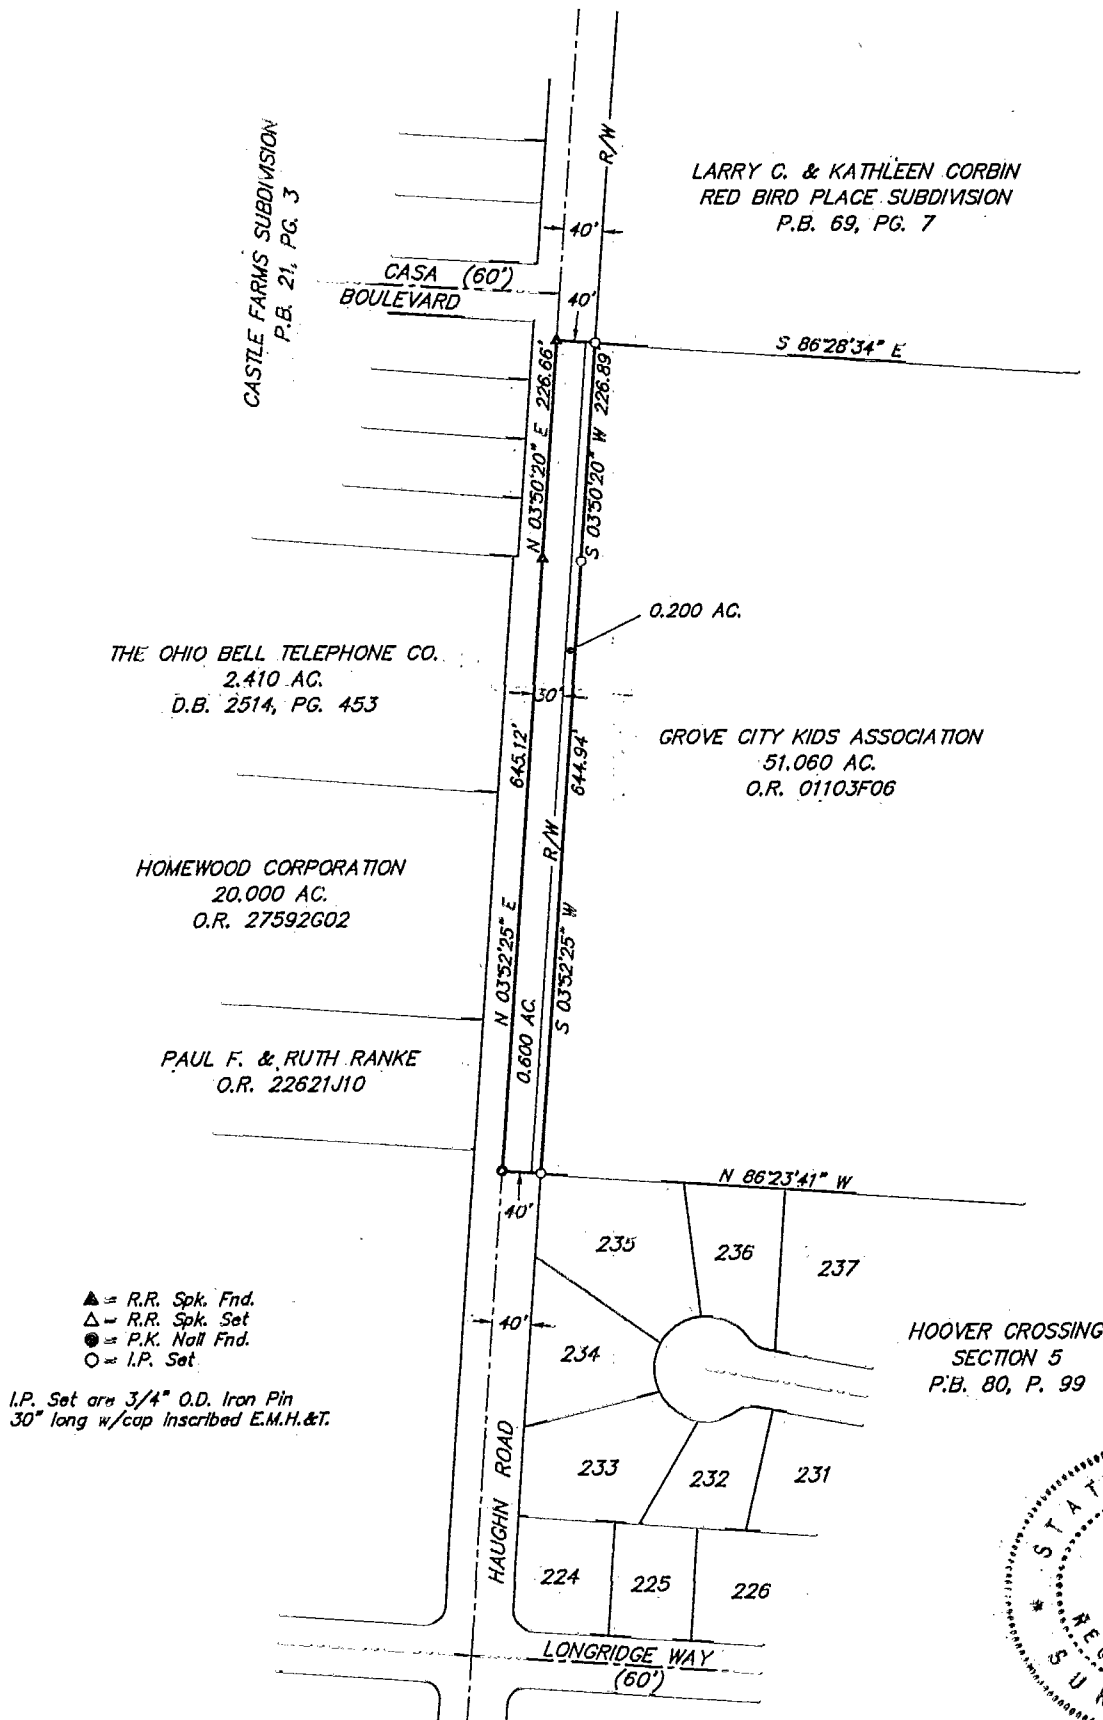 CASTLE FARMS SUBDIVISION
P.B. 21, PG. 3
R/W
LARRY C. & KATHLEEN CORBIN
RED BIRD PLACE SUBDIVISION
P.B. 69, PG. 7
40'
CASA (60')
BOULEVARD
40'
S 86°28'34" E
N 03°50'20" E 226.66'
S 03°50'20" W 226.89
0.200 AC.
THE OHIO BELL TELEPHONE CO.
2.410 AC.
D.B. 2514, PG. 453
30'
GROVE CITY KIDS ASSOCIATION
51.060 AC.
O.R. 01103F06
645.12'
644.94'
R/W
HOMEWOOD CORPORATION
20.000 AC.
O.R. 27592G02
N 03°52'25" E
S 03°52'25" W
0.600 AC.
PAUL F. & RUTH RANKE
O.R. 22621J10
N 86°23'41" W
40'
235
236
237
▲ = R.R. Spk. Fnd.
△ = R.R. Spk. Set
● = P.K. Nail Fnd.
○ = I.P. Set
I.P. Set are 3/4" O.D. Iron Pin
30" long w/cap inscribed E.M.H.&T.
40'
234
HOOVER CROSSING
SECTION 5
P.B. 80, P. 99
HAUGHN ROAD
233
232
231
224
225
226
LONGRIDGE WAY
(60')
STAT